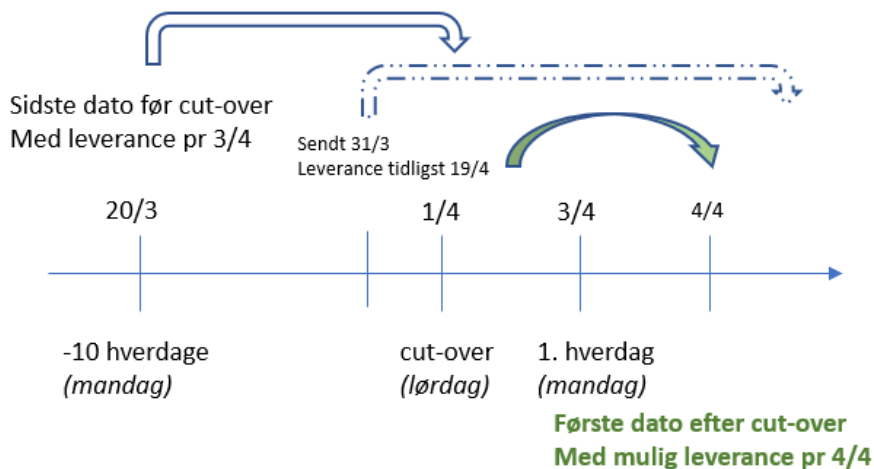 Sidste dato før cut-over
Med leverance pr 3/4
Sendt 31/3
Leverance tidligst 19/4
20/3
1/4
3/4
4/4
-10 hverdage
(mandag)
cut-over
(lørdag)
1. hverdag
(mandag)
Første dato efter cut-over
Med mulig leverance pr 4/4